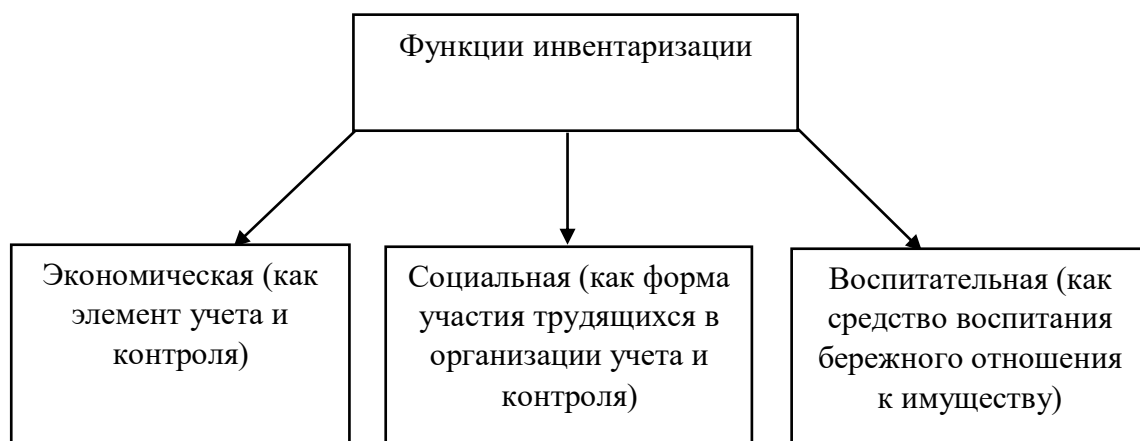 Функции инвентаризации
Экономическая (как
элемент учета и
контроля)
Социальная (как форма
участия трудящихся в
организации учета и
контроля)
Воспитательная (как
средство воспитания
бережного отношения
к имуществу)